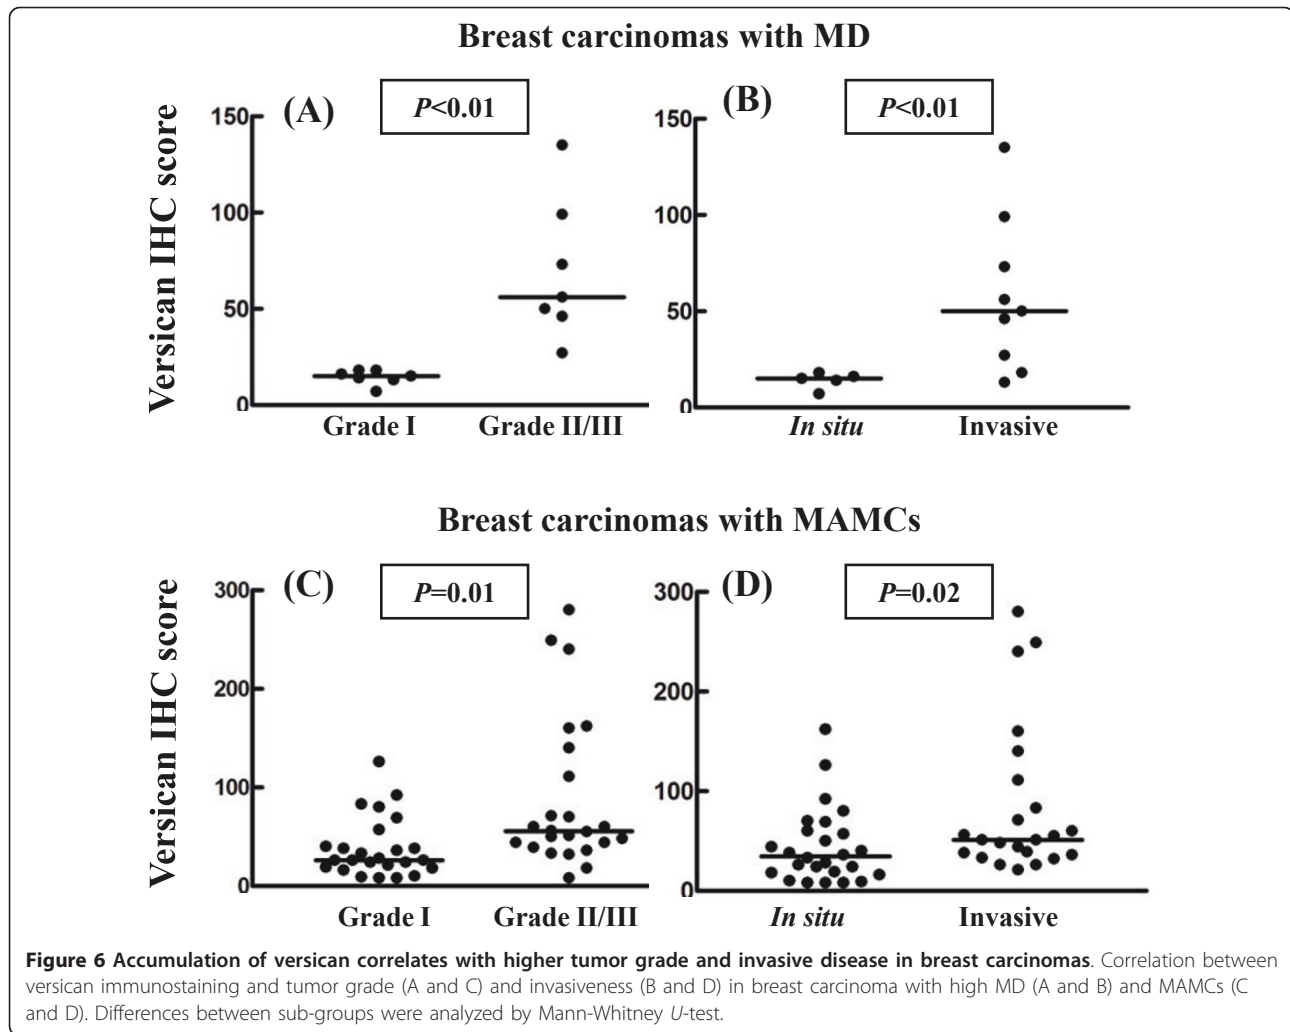 Breast carcinomas with MD
(A)
P<0.01
(B)
P<0.01
Versican IHC score
150
100
50
0
150
100
50
0
Grade I
Grade II/III
In situ
Invasive
Breast carcinomas with MAMCs
(C)
P=0.01
(D)
P=0.02
Versican IHC score
300
200
100
0
300
200
100
0
Grade I
Grade II/III
In situ
Invasive
Figure 6 Accumulation of versican correlates with higher tumor grade and invasive disease in breast carcinomas. Correlation between
versican immunostaining and tumor grade (A and C) and invasiveness (B and D) in breast carcinoma with high MD (A and B) and MAMCs (C
and D). Differences between sub-groups were analyzed by Mann-Whitney U-test.